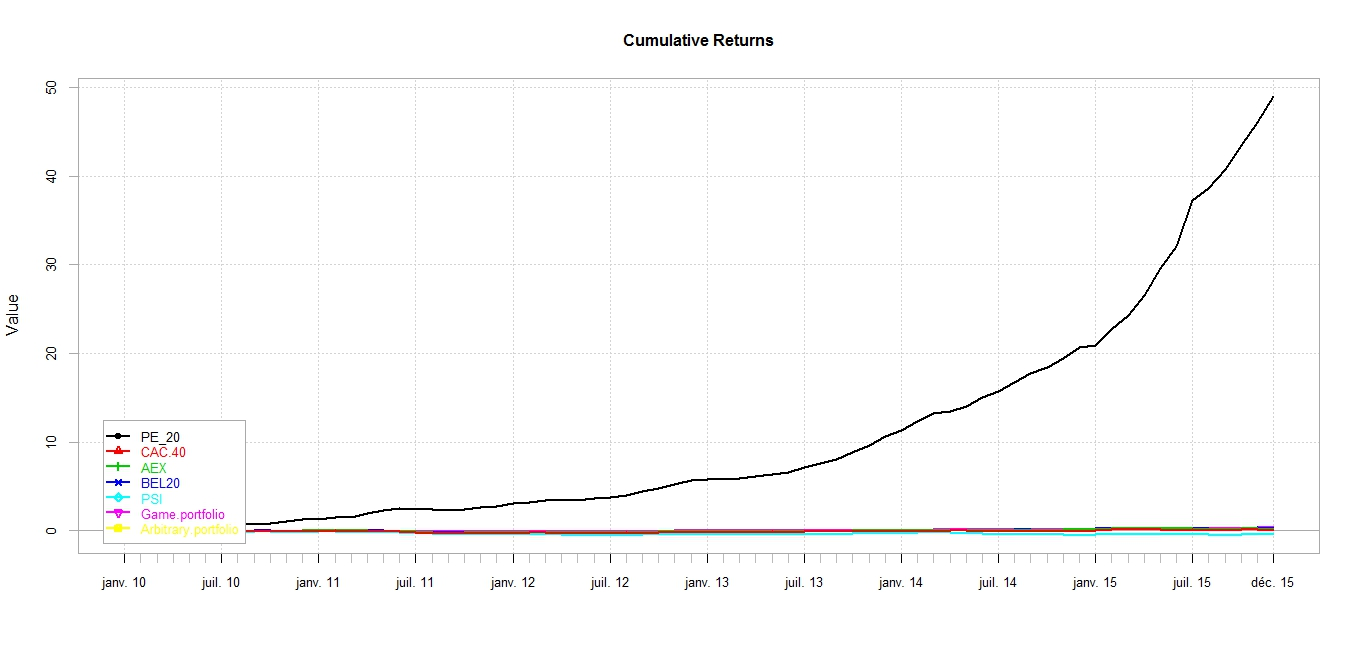 Cumulative Returns
Value
50
40
30
20
10
0
PE_20
CAC.40
AEX
BEL20
PSI
Game.portfolio
Arbitrary.portfolio
janv. 10 juil. 10 janv. 11 juil. 11 janv. 12 juil. 12 janv. 13 juil. 13 janv. 14 juil. 14 janv. 15 juil. 15 déc. 15